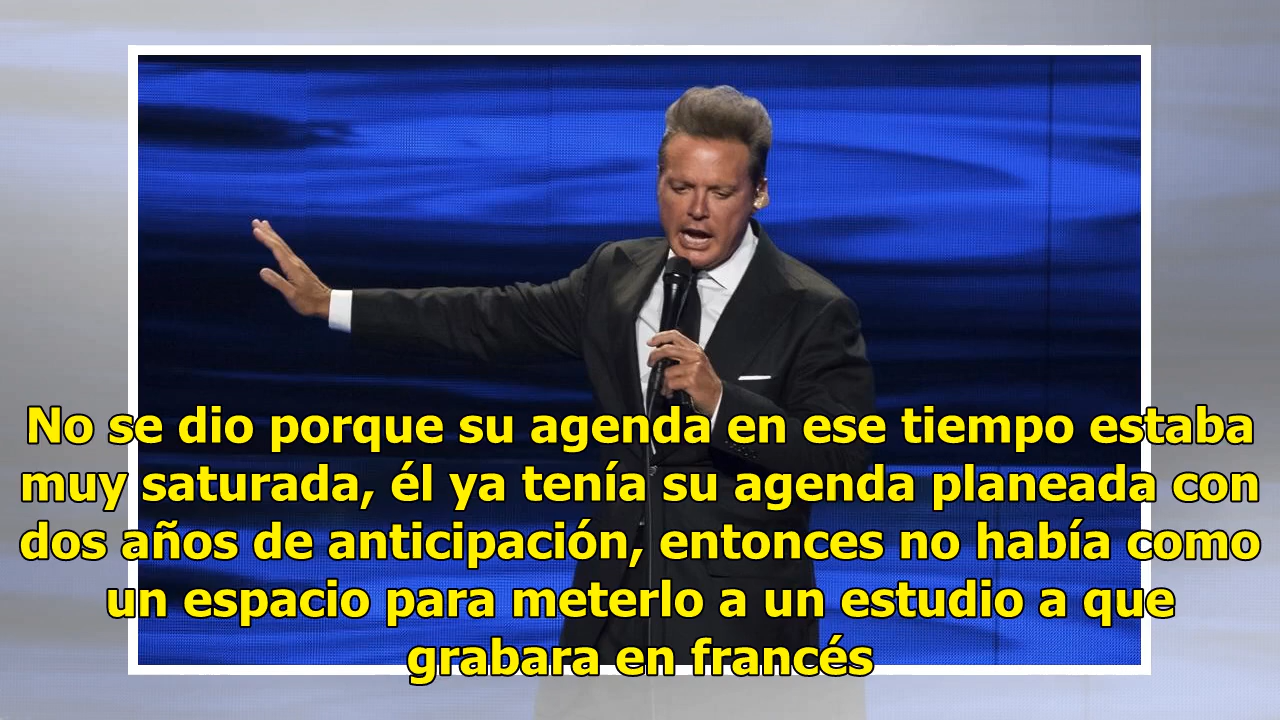 No se dio porque su agenda en ese tiempo estaba
muy saturada, él ya tenía su agenda planeada con
dos años de anticipación, entonces no había como
un espacio para meterlo a un estudio a que
grabara en francés